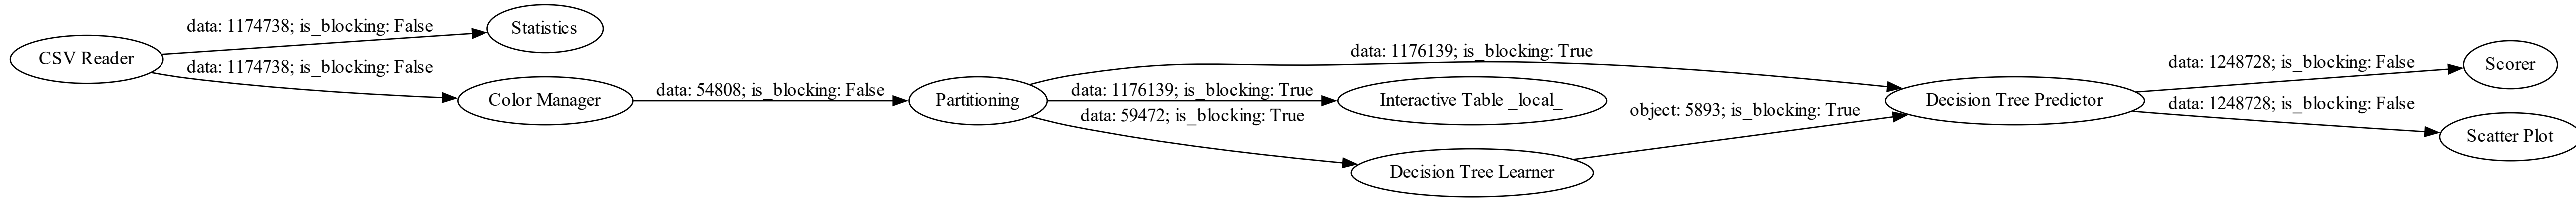 CSV Reader
data: 1174738; is_blocking: False
Statistics
data: 1174738; is_blocking: False
Color Manager
data: 54808; is_blocking: False
Partitioning
data: 1176139; is_blocking: True
data: 1176139; is_blocking: True
Interactive Table _local_
data: 59472; is_blocking: True
Decision Tree Learner
object: 5893; is_blocking: True
Decision Tree Predictor
data: 1248728; is_blocking: False
Scorer
data: 1248728; is_blocking: False
Scatter Plot